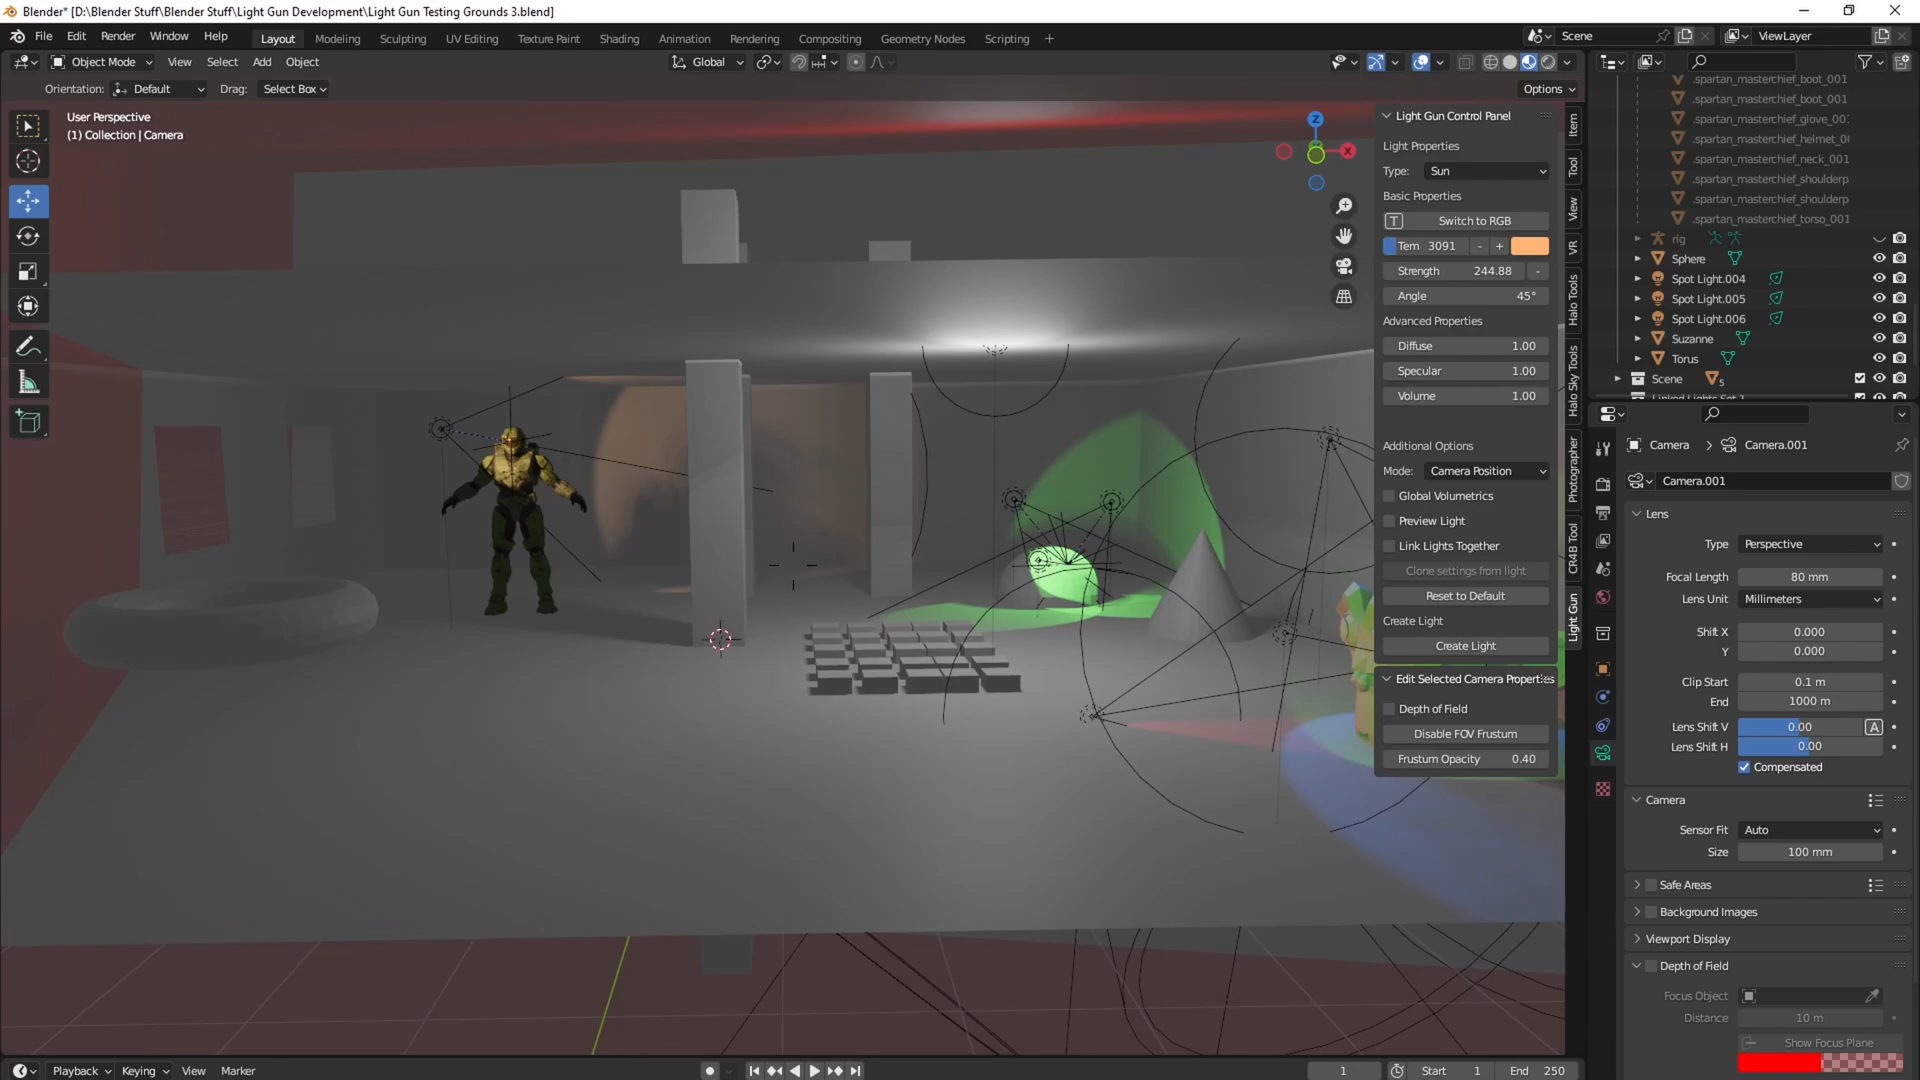 Blender* [D:\Blender Stuff\Blender Stuff\Light Gun Development\Light Gun Testing Grounds 3.blend]
File Edit Render Window Help Layout Modeling Sculpting UV Editing Texture Paint Shading Animation Rendering Compositing Geometry Nodes Scripting + Scene ViewLayer
Object Mode View Select Add Object Global
Orientation: Default Drag: Select Box Options
User Perspective
(1) Collection | Camera
Z
X
Light Gun Control Panel
Light Properties
Type: Sun
Basic Properties
T Switch to RGB
Tem 3091 - +
Strength 244.88 -
Angle 45°
Advanced Properties
Diffuse 1.00
Specular 1.00
Volume 1.00
Additional Options
Mode: Camera Position
Global Volumetrics
Preview Light
Link Lights Together
Clone settings from light
Reset to Default
Create Light
Create Light
Edit Selected Camera Properties
Depth of Field
Disable FOV Frustum
Frustum Opacity 0.40
Item
Tool
View
VR
Halo Tools
Halo Sky Tools
Photographer
CR4B Tool
Light Gun
.spartan_masterchief_boot_001
.spartan_masterchief_boot_001
.spartan_masterchief_glove_001
.spartan_masterchief_helmet_0
.spartan_masterchief_neck_001
.spartan_masterchief_shoulderp
.spartan_masterchief_shoulderp
.spartan_masterchief_torso_001
rig
Sphere
Spot Light.004
Spot Light.005
Spot Light.006
Suzanne
Torus
Scene 5
Camera > Camera.001
Camera.001
Lens
Type Perspective
Focal Length 80 mm
Lens Unit Millimeters
Shift X 0.000
Y 0.000
Clip Start 0.1 m
End 1000 m
Lens Shift V 0.00 A
Lens Shift H 0.00
Compensated
Camera
Sensor Fit Auto
Size 100 mm
Safe Areas
Background Images
Viewport Display
Depth of Field
Focus Object
Distance 10 m
Show Focus Plane
Playback Keying View Marker 1 Start 1 End 250